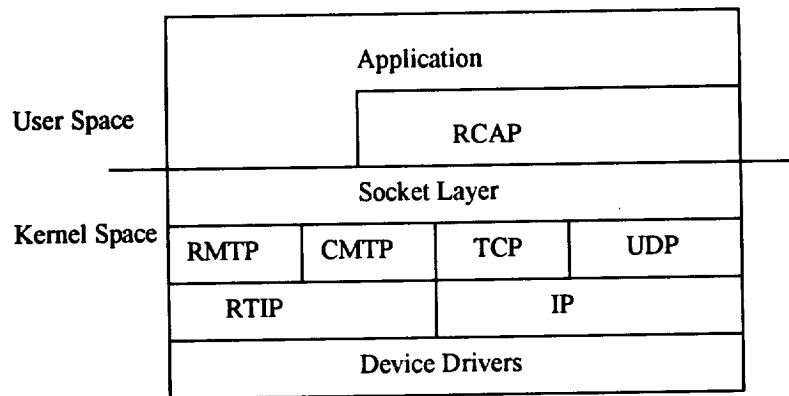 Application
User Space
RCAP
Socket Layer
Kernel Space
RMTP CMTP TCP UDP
RTIP IP
Device Drivers